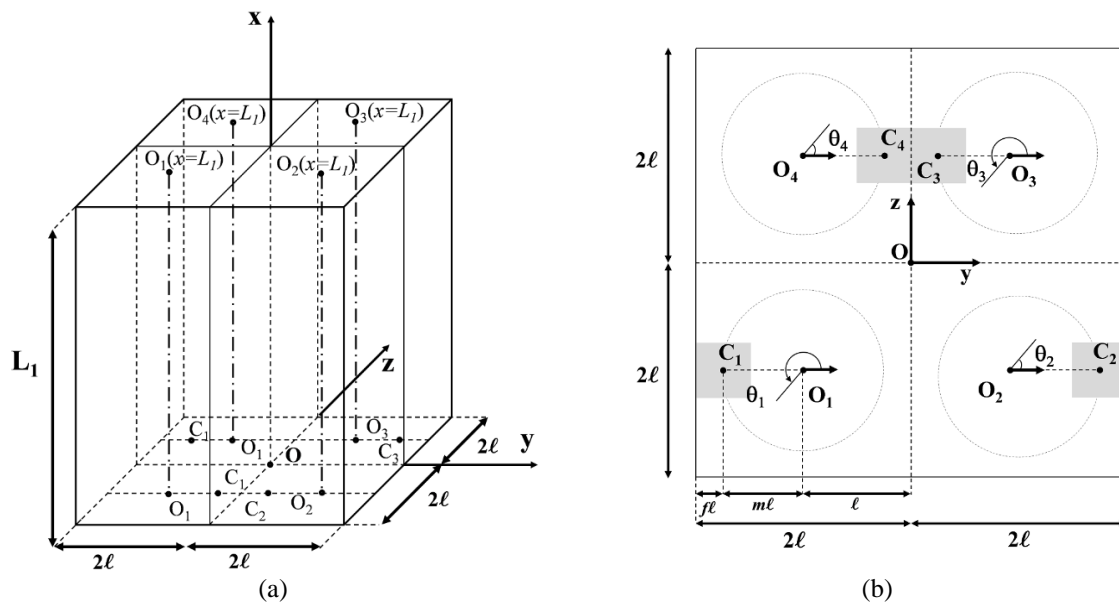 x
O₄(x=L₁) O₃(x=L₁)
O₁(x=L₁) O₂(x=L₁)
L₁
z
C₁ O₁ O₃ y
O C₃ 2ℓ
C₁ 2ℓ
O₁ C₂ O₂
2ℓ 2ℓ
(a)
2ℓ
θ₄ C₄
O₄ C₃ θ₃ O₃
z
O
y
2ℓ
C₁ θ₂ C₂
θ₁ O₁ O₂
fℓ mℓ ℓ
2ℓ 2ℓ
(b)